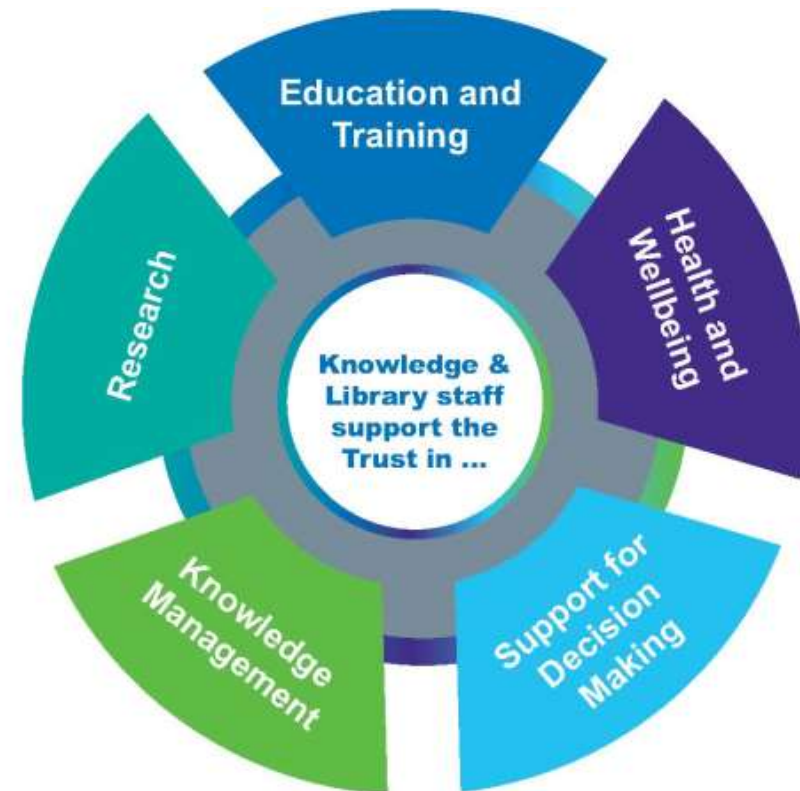 Education and
Training
Health and
Wellbeing
Support for
Decision
Making
Knowledge
Management
Research
Knowledge &
Library staff
support the
Trust in ...